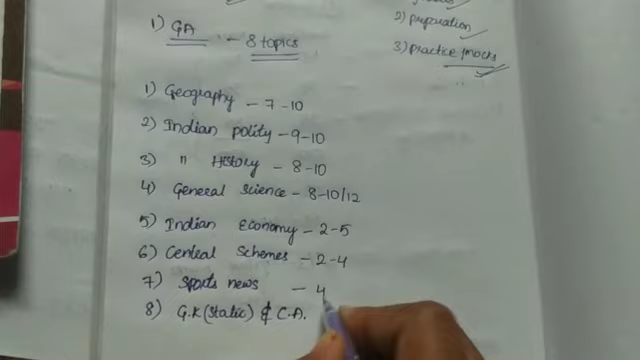 1) GA - 8 topics
2) preparation
3) practice mocks
1) Geography - 7-10
2) Indian polity - 9-10
3) " History - 8-10
4) General science - 8-10/12
5) Indian Economy - 2-5
6) Central Schemes - 2-4
7) Sports news - 4
8) G.K (Static) & C.A.